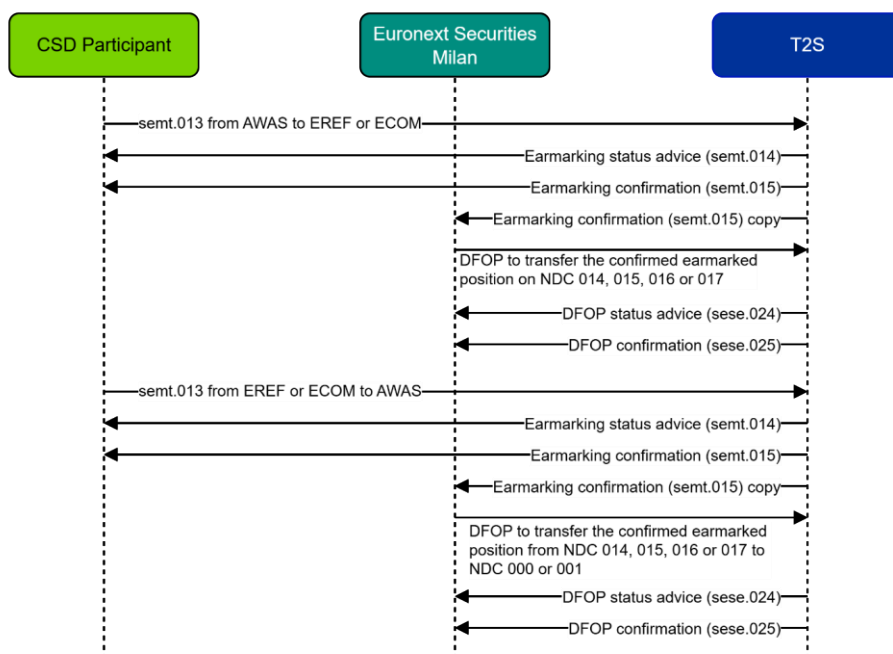 CSD Participant
Euronext Securities
Milan
T2S
semt.013 from AWAS to EREF or ECOM
Earmarking status advice (semt.014)
Earmarking confirmation (semt.015)
Earmarking confirmation (semt.015) copy
DFOP to transfer the confirmed earmarked
position on NDC 014, 015, 016 or 017
DFOP status advice (sese.024)
DFOP confirmation (sese.025)
semt.013 from EREF or ECOM to AWAS
Earmarking status advice (semt.014)
Earmarking confirmation (semt.015)
Earmarking confirmation (semt.015) copy
DFOP to transfer the confirmed earmarked
position from NDC 014, 015, 016 or 017 to
NDC 000 or 001
DFOP status advice (sese.024)
DFOP confirmation (sese.025)